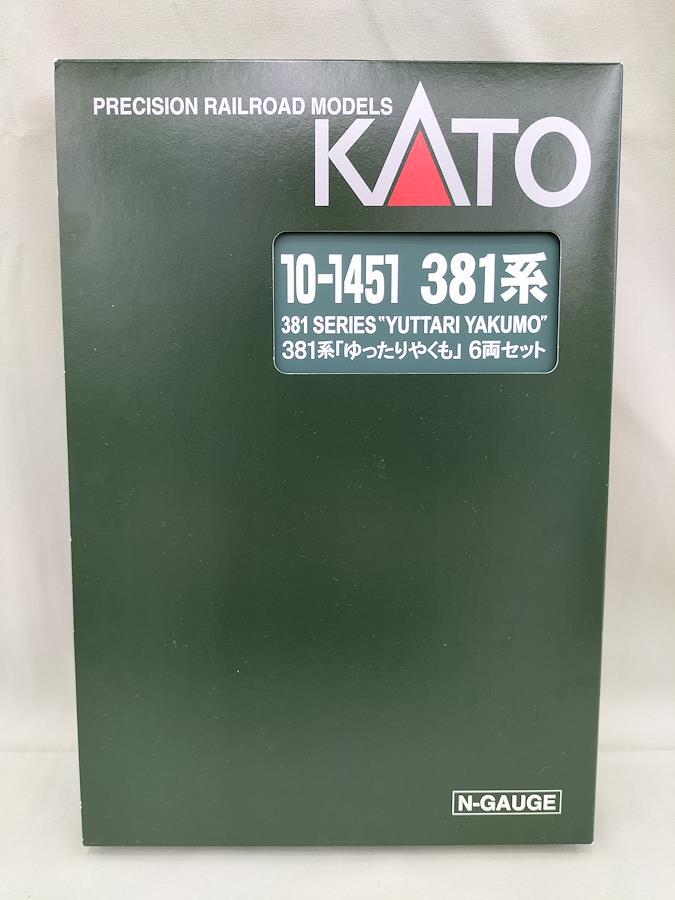 PRECISION RAILROAD MODELS
KATO
10-1451 381系
381 SERIES "YUTTARI YAKUMO"
381系「ゆったりやくも」6両セット
N-GAUGE